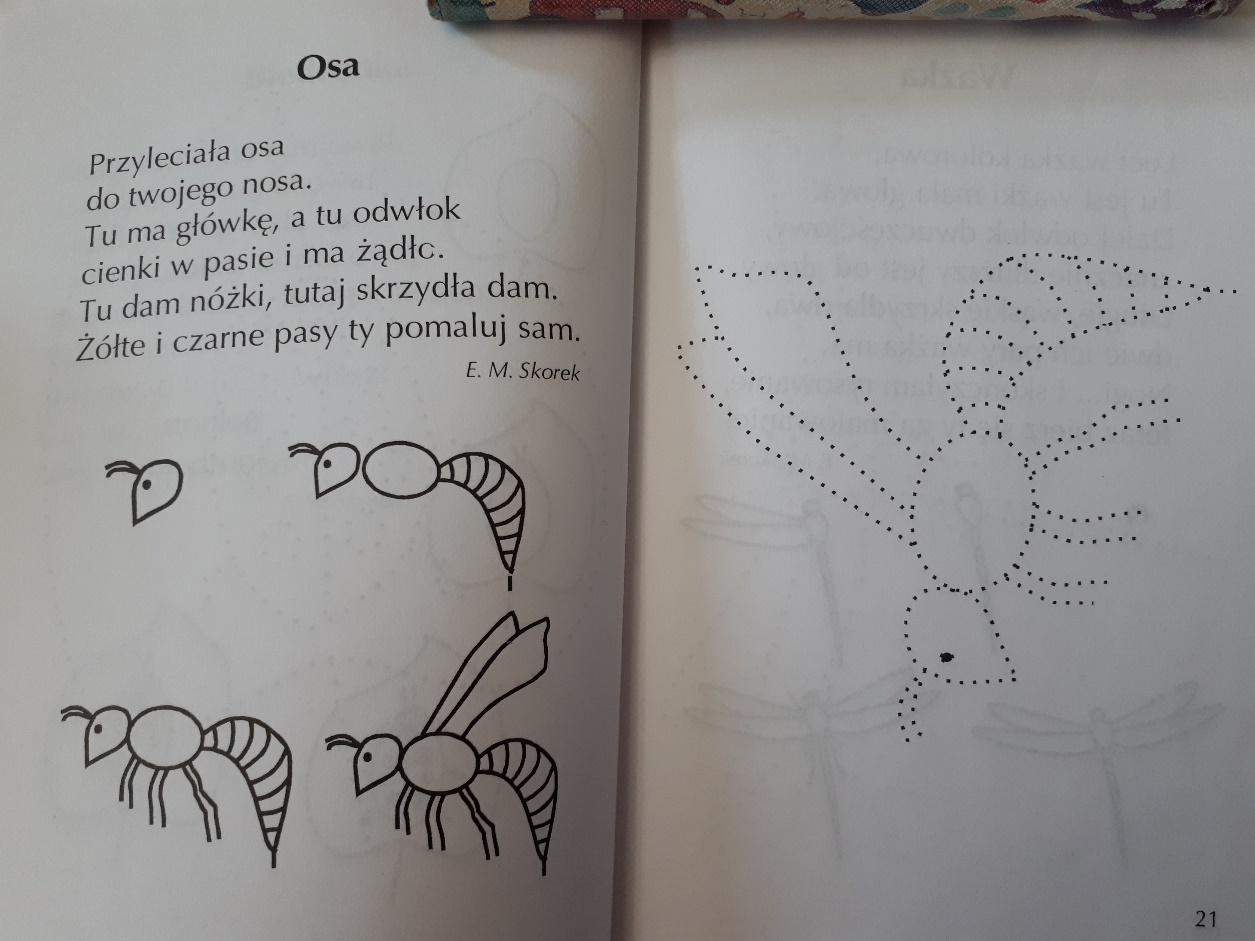 Osa
Przyleciała osa
do twojego nosa.
Tu ma główkę, a tu odwłok
cienki w pasie i ma żądłc.
Tu dam nóżki, tutaj skrzydła dam.
Żółte i czarne pasy ty pomaluj sam.
E. M. Skorek
21